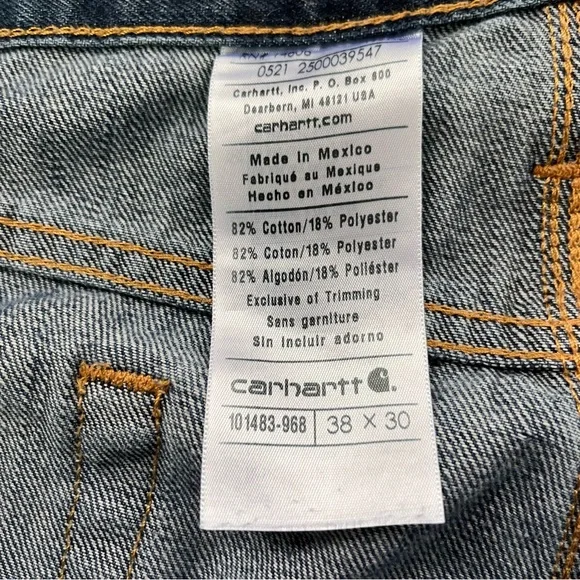 0521 2500039547
Carhartt, Inc. P. O. Box 600
Dearborn, MI 48121 USA
carhartt.com
Made in Mexico
Fabriqué au Mexique
Hecho en México
82% Cotton/18% Polyester
82% Coton/18% Polyester
82% Algodón/18% Poliéster
Exclusive of Trimming
Sans garniture
Sin incluir adorno
carhartt
101483-968 38 X 30